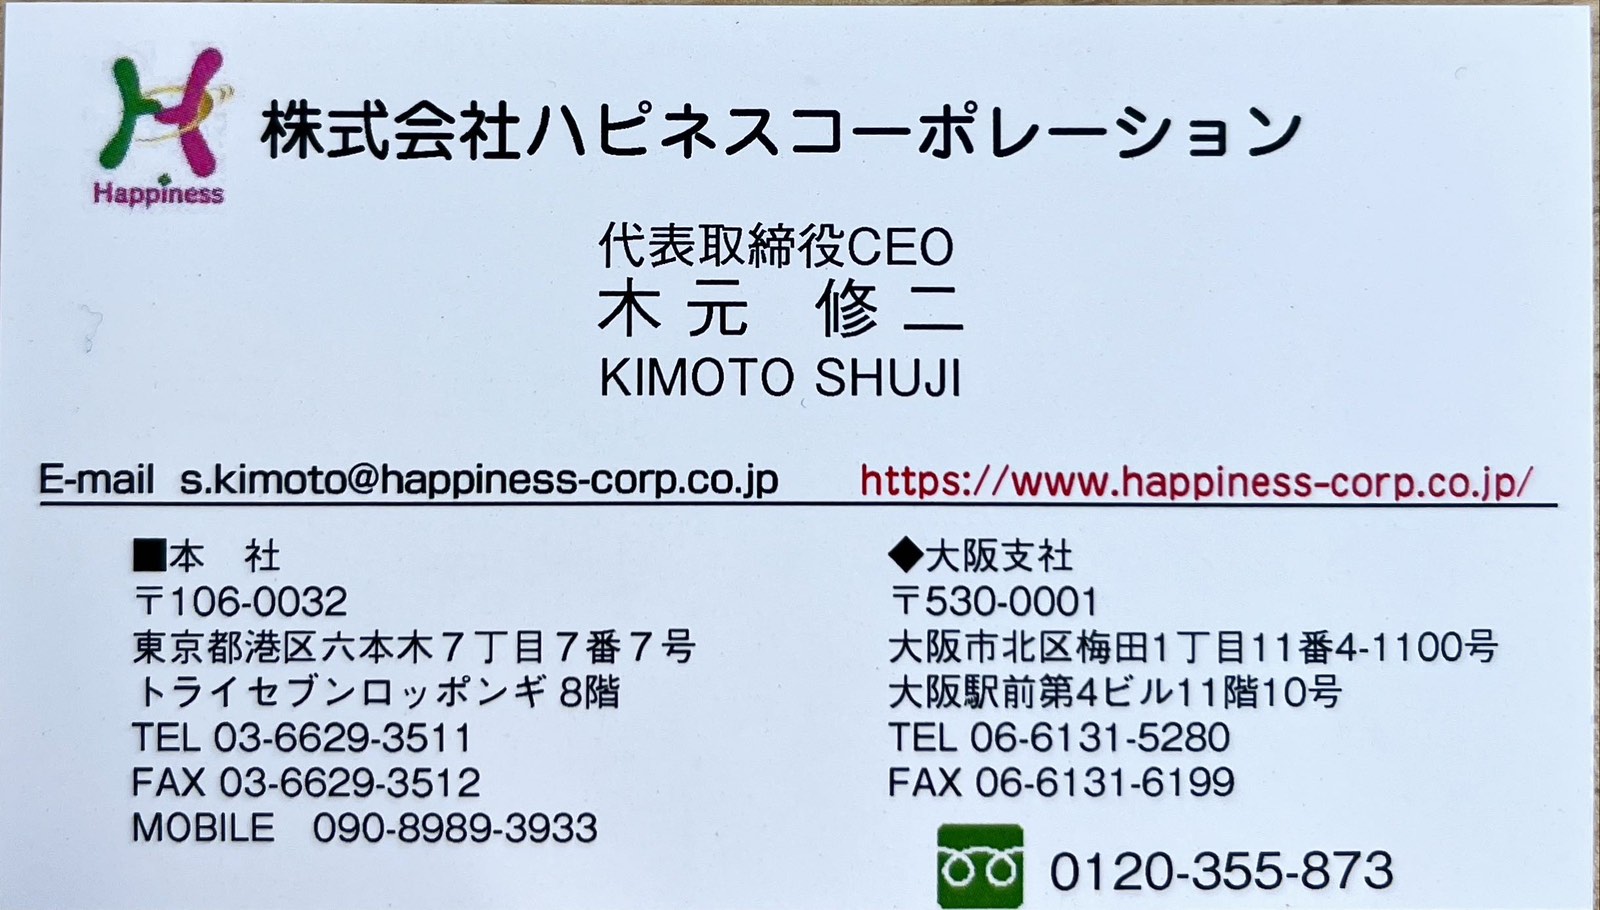 Happiness
株式会社ハピネスコーポレーション
代表取締役CEO
木元 修二
KIMOTO SHUJI
E-mail s.kimoto@happiness-corp.co.jp
https://www.happiness-corp.co.jp/
■本 社
〒106-0032
東京都港区六本木７丁目７番７号
トライセブンロッポンギ 8階
TEL 03-6629-3511
FAX 03-6629-3512
MOBILE 090-8989-3933
◆大阪支社
〒530-0001
大阪市北区梅田1丁目11番4-1100号
大阪駅前第4ビル11階10号
TEL 06-6131-5280
FAX 06-6131-6199
0120-355-873